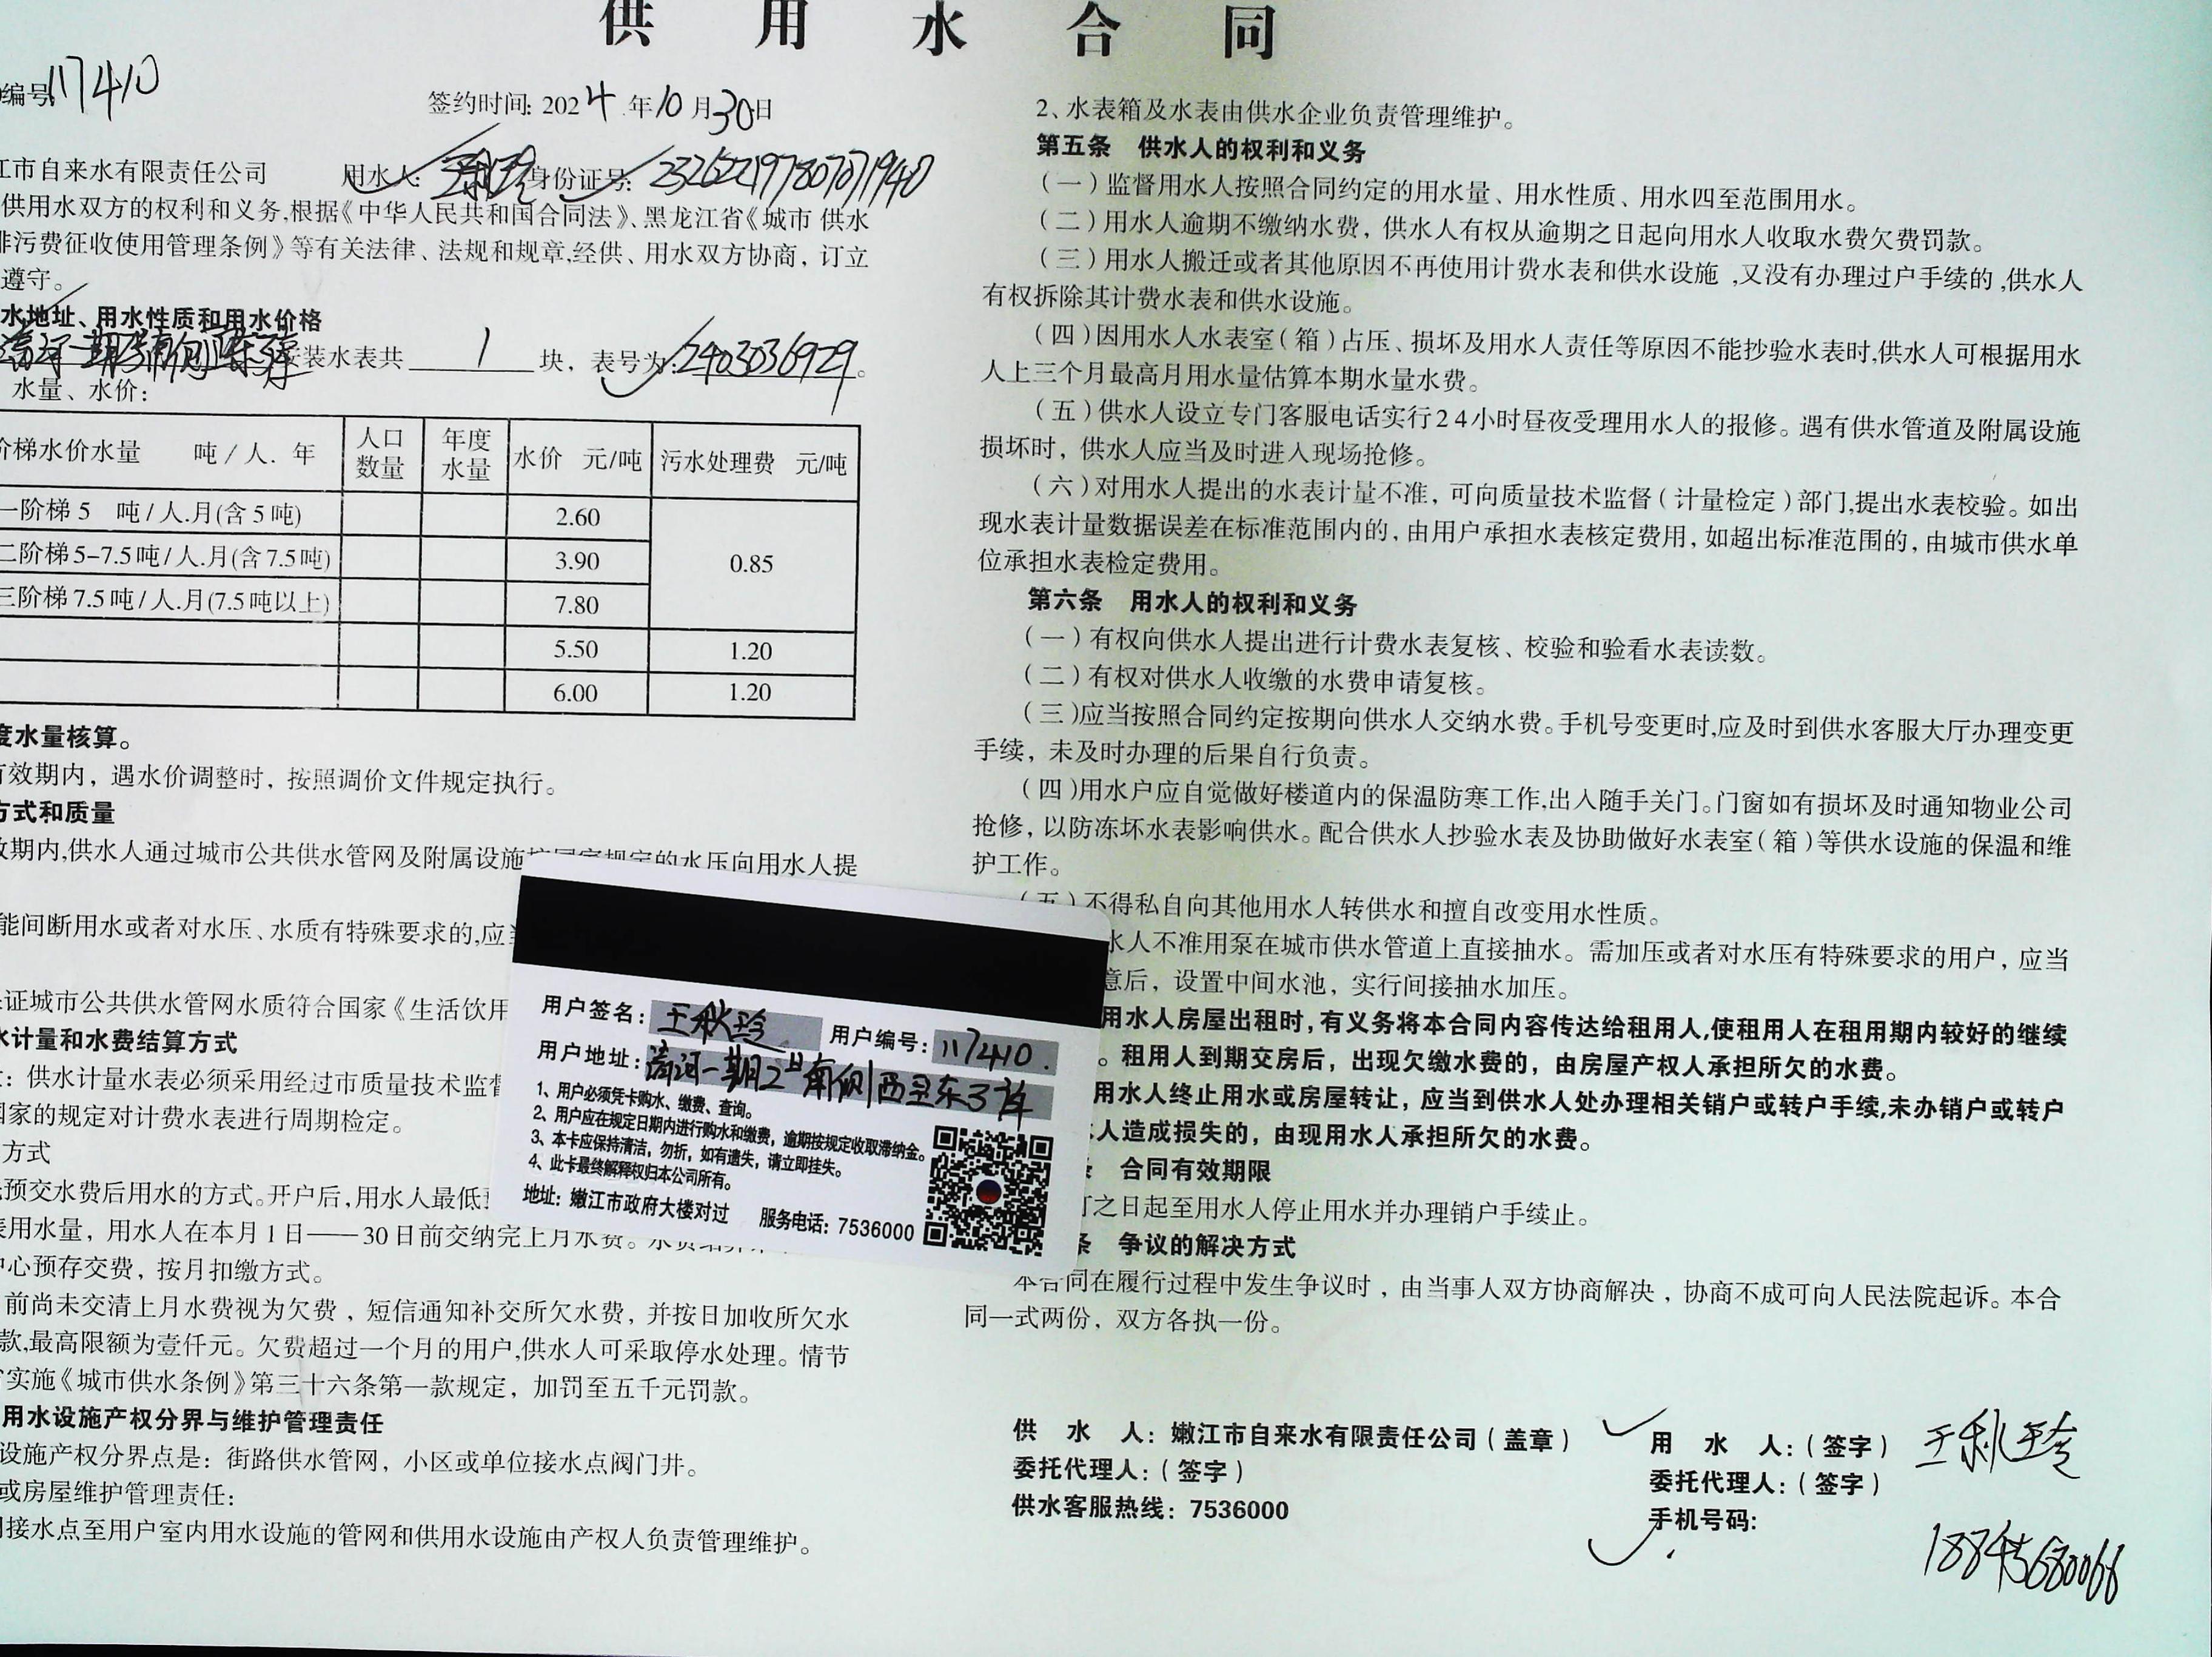 供用水合同
编号 117410
签约时间: 2024 年 10 月 30 日
江市自来水有限责任公司 用水人: 王秋玲 身份证号: 232622197807071940
供用水双方的权利和义务,根据《中华人民共和国合同法》、黑龙江省《城市 供水
排污费征收使用管理条例》等有关法律、法规和规章,经供、用水双方协商，订立
遵守。
水地址、用水性质和用水价格
清河一期 安装水表共 1 块，表号为: 2403036929。
水量、水价：
阶梯水价水量 吨/人. 年 人口数量 年度水量 水价 元/吨 污水处理费 元/吨
一阶梯 5 吨/人.月(含5吨) 2.60 0.85
二阶梯 5-7.5吨/人.月(含7.5吨) 3.90
三阶梯 7.5吨/人.月(7.5吨以上) 7.80
5.50 1.20
6.00 1.20
度水量核算。
有效期内，遇水价调整时，按照调价文件规定执行。
方式和质量
效期内,供水人通过城市公共供水管网及附属设施按国家规定的水压向用水人提
能间断用水或者对水压、水质有特殊要求的,应
证城市公共供水管网水质符合国家《生活饮用
水计量和水费结算方式
：供水计量水表必须采用经过市质量技术监督
国家的规定对计费水表进行周期检定。
方式
预交水费后用水的方式。开户后,用水人最低
表用水量，用水人在本月1日——30日前交纳完上月水费。水费结算
中心预存交费，按月扣缴方式。
前尚未交清上月水费视为欠费，短信通知补交所欠水费，并按日加收所欠水
款,最高限额为壹仟元。欠费超过一个月的用户,供水人可采取停水处理。情节
实施《城市供水条例》第三十六条第一款规定，加罚至五千元罚款。
用水设施产权分界与维护管理责任
设施产权分界点是：街路供水管网，小区或单位接水点阀门井。
或房屋维护管理责任：
接水点至用户室内用水设施的管网和供用水设施由产权人负责管理维护。
2、水表箱及水表由供水企业负责管理维护。
第五条 供水人的权利和义务
（一）监督用水人按照合同约定的用水量、用水性质、用水四至范围用水。
（二）用水人逾期不缴纳水费，供水人有权从逾期之日起向用水人收取水费欠费罚款。
（三）用水人搬迁或者其他原因不再使用计费水表和供水设施,又没有办理过户手续的,供水人
有权拆除其计费水表和供水设施。
（四）因用水人水表室（箱）占压、损坏及用水人责任等原因不能抄验水表时,供水人可根据用水
人上三个月最高月用水量估算本期水量水费。
（五）供水人设立专门客服电话实行24小时昼夜受理用水人的报修。遇有供水管道及附属设施
损坏时，供水人应当及时进入现场抢修。
（六）对用水人提出的水表计量不准，可向质量技术监督（计量检定）部门,提出水表校验。如出
现水表计量数据误差在标准范围内的，由用户承担水表核定费用，如超出标准范围的，由城市供水单
位承担水表检定费用。
第六条 用水人的权利和义务
（一）有权向供水人提出进行计费水表复核、校验和验看水表读数。
（二）有权对供水人收缴的水费申请复核。
（三）应当按照合同约定按期向供水人交纳水费。手机号变更时,应及时到供水客服大厅办理变更
手续，未及时办理的后果自行负责。
（四）用水户应自觉做好楼道内的保温防寒工作,出入随手关门。门窗如有损坏及时通知物业公司
抢修，以防冻坏水表影响供水。配合供水人抄验水表及协助做好水表室（箱）等供水设施的保温和维
护工作。
（五）不得私自向其他用水人转供水和擅自改变用水性质。
水人不准用泵在城市供水管道上直接抽水。需加压或者对水压有特殊要求的用户，应当
意后，设置中间水池，实行间接抽水加压。
用水人房屋出租时，有义务将本合同内容传达给租用人,使租用人在租用期内较好的继续
。租用人到期交房后，出现欠缴水费的，由房屋产权人承担所欠的水费。
用水人终止用水或房屋转让，应当到供水人处办理相关销户或转户手续,未办销户或转户
人造成损失的，由现用水人承担所欠的水费。
合同有效期限
订之日起至用水人停止用水并办理销户手续止。
争议的解决方式
本合同在履行过程中发生争议时，由当事人双方协商解决，协商不成可向人民法院起诉。本合
同一式两份，双方各执一份。
供 水 人：嫩江市自来水有限责任公司（盖章）
委托代理人：（签字）
供水客服热线：7536000
用 水 人：（签字） 王秋玲
委托代理人：（签字）
手机号码: 18845680066
用户签名：王秋玲 用户编号：117410.
用户地址：清河一期2号南侧西至东3门
1、用户必须凭卡购水、缴费、查询。
2、用户应在规定日期内进行购水和缴费，逾期按规定收取滞纳金。
3、本卡应保持清洁，勿折，如有遗失，请立即挂失。
4、此卡最终解释权归本公司所有。
地址：嫩江市政府大楼对过 服务电话：7536000